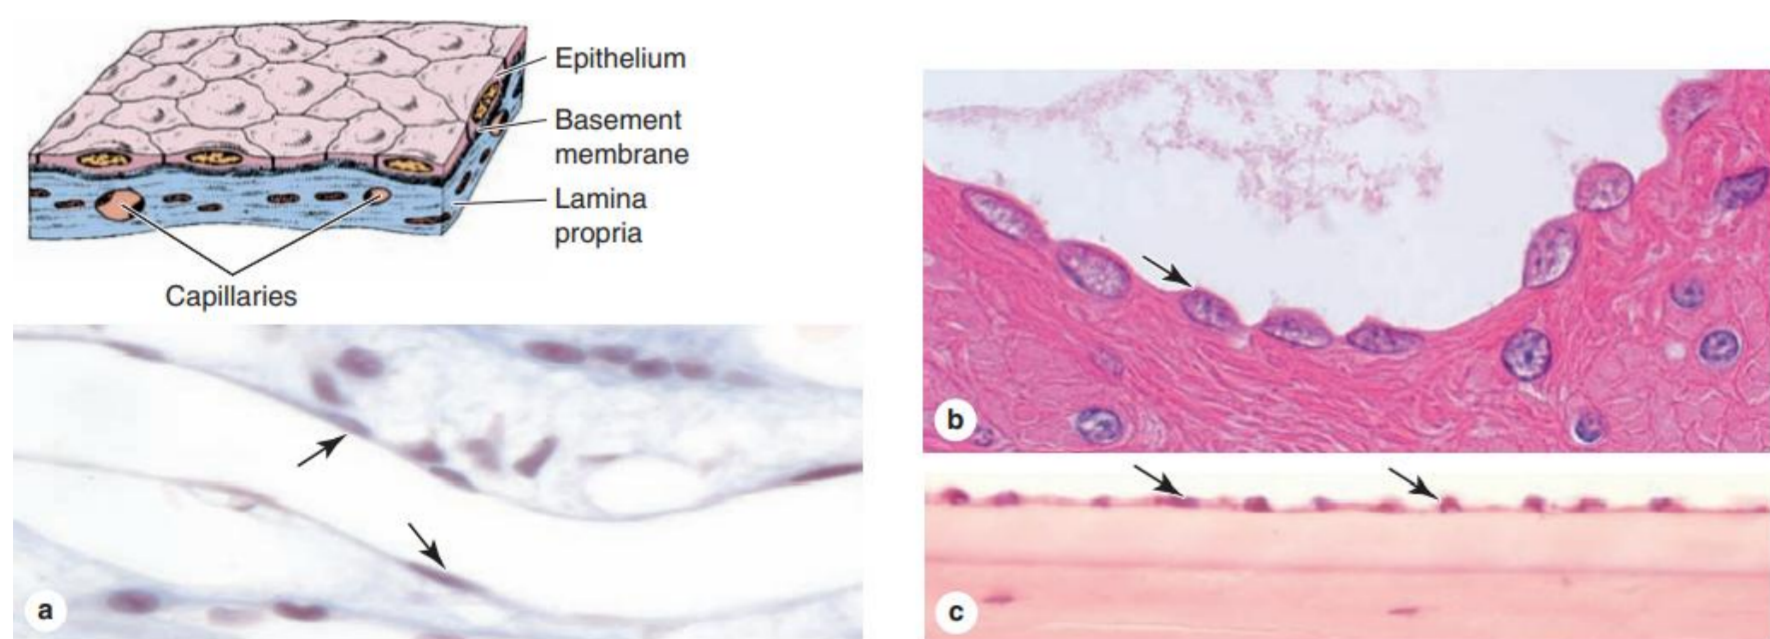 Epithelium
Basement
membrane
Lamina
propria
Capillaries
a
b
c